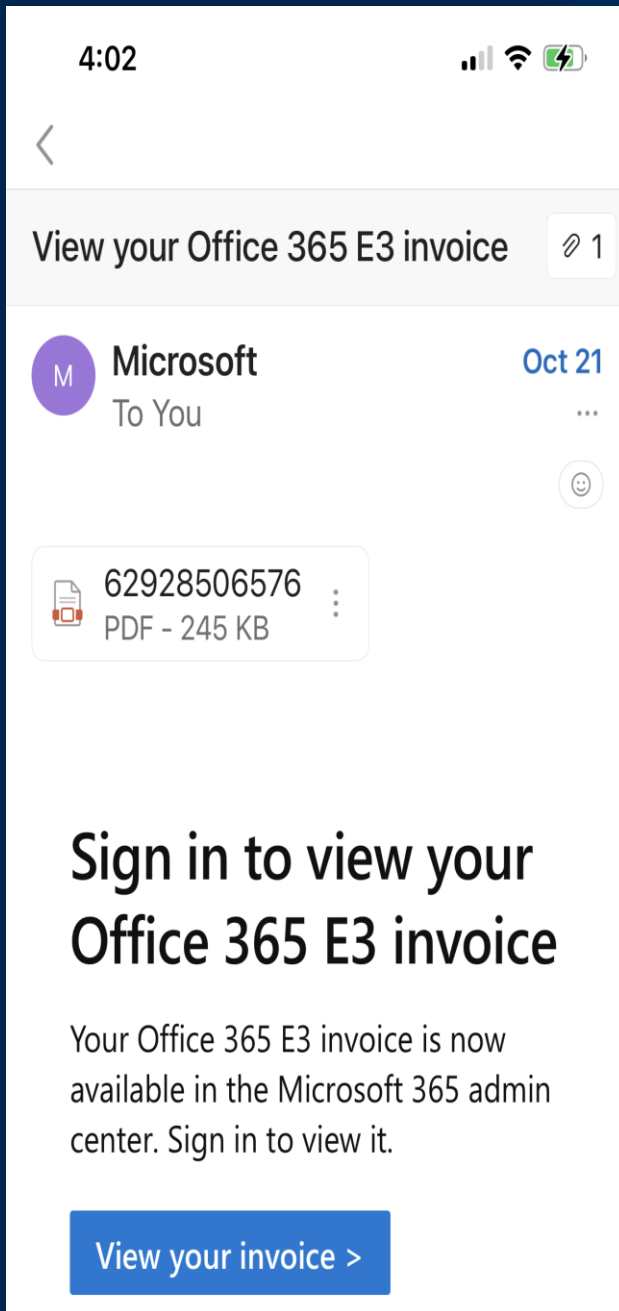 4:02
View your Office 365 E3 invoice
1
M
Microsoft
Oct 21
To You
...
62928506576
PDF - 245 KB
Sign in to view your
Office 365 E3 invoice
Your Office 365 E3 invoice is now
available in the Microsoft 365 admin
center. Sign in to view it.
View your invoice >